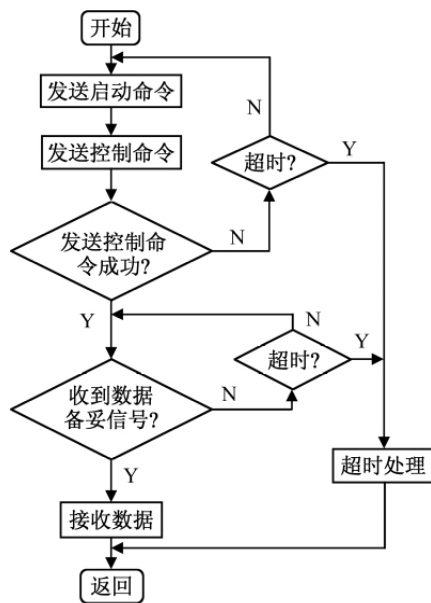 开始
发送启动命令
N
发送控制命令
超时?
Y
发送控制命
令成功?
N
Y
N
超时?
Y
收到数据
备妥信号?
N
Y
超时处理
接收数据
返回